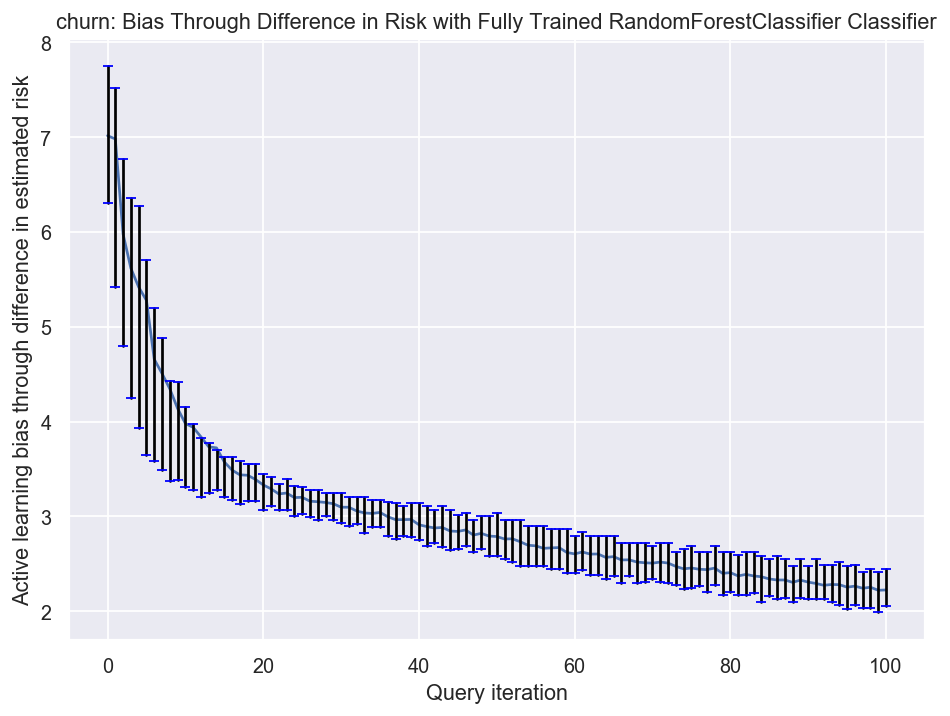 churn: Bias Through Difference in Risk with Fully Trained RandomForestClassifier Classifier
Active learning bias through difference in estimated risk
8
7
6
5
4
3
2
0 20 40 60 80 100
Query iteration